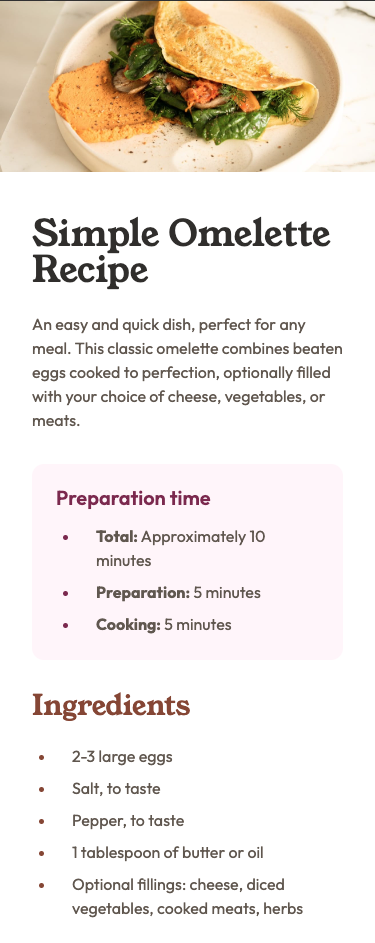 Simple Omelette
Recipe
An easy and quick dish, perfect for any
meal. This classic omelette combines beaten
eggs cooked to perfection, optionally filled
with your choice of cheese, vegetables, or
meats.
Preparation time
• Total: Approximately 10
minutes
• Preparation: 5 minutes
• Cooking: 5 minutes
Ingredients
• 2-3 large eggs
• Salt, to taste
• Pepper, to taste
• 1 tablespoon of butter or oil
• Optional fillings: cheese, diced
vegetables, cooked meats, herbs